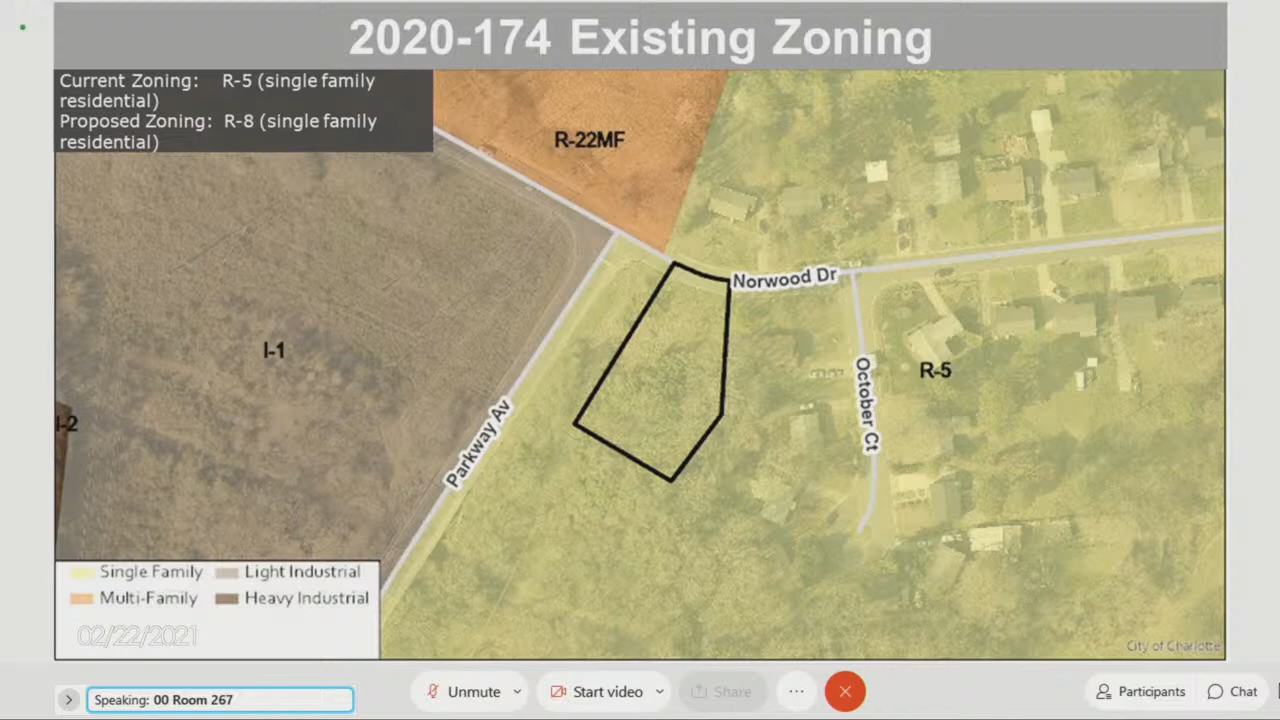 2020-174 Existing Zoning
Current Zoning: R-5 (single family
residential)
Proposed Zoning: R-8 (single family
residential)
R-22MF
Norwood Dr
I-1
October Ct
R-5
I-2
Parkway Av
Single Family
Light Industrial
Multi-Family
Heavy Industrial
02/22/2021
City of Charlotte
Speaking: 00 Room 267
Unmute
Start video
Share
Participants
Chat